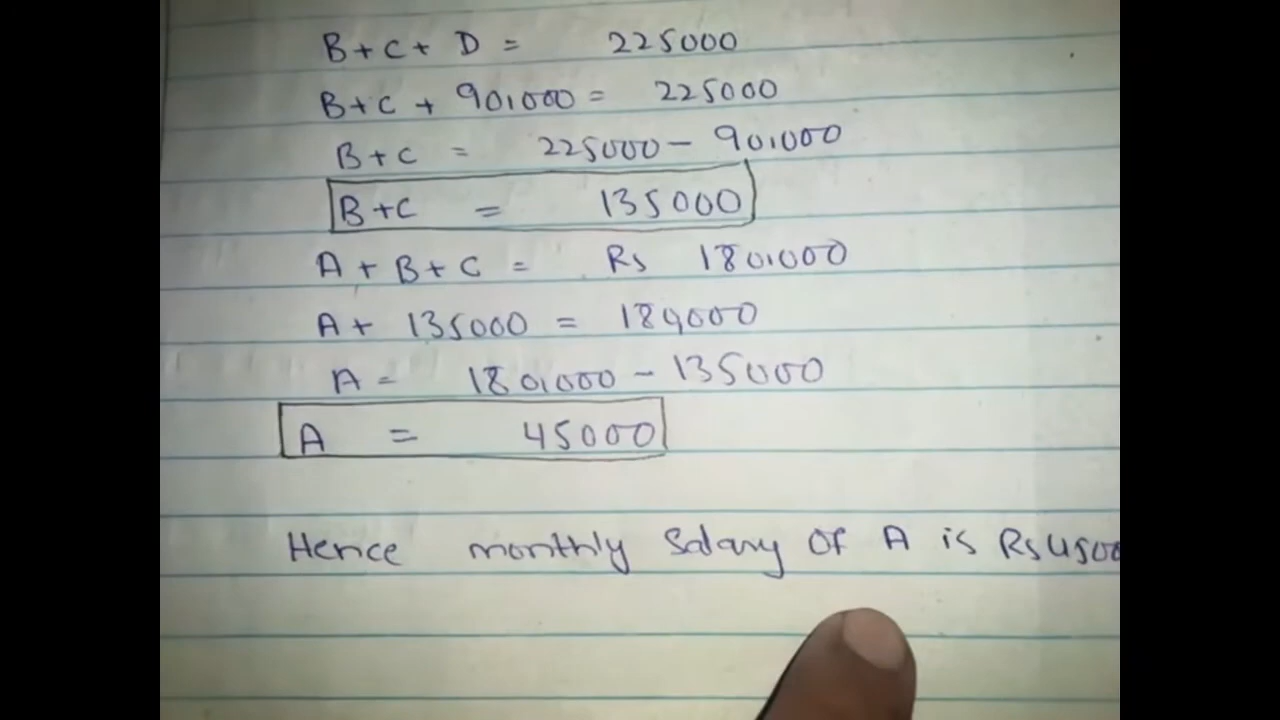 B + C + D = 225000
B + C + 90,000 = 225000
B + C = 225000 - 90,000
B + C = 135000
A + B + C = Rs 180,000
A + 135000 = 180000
A = 180,000 - 135000
A = 45000
Hence monthly Salary Of A is Rs 4500